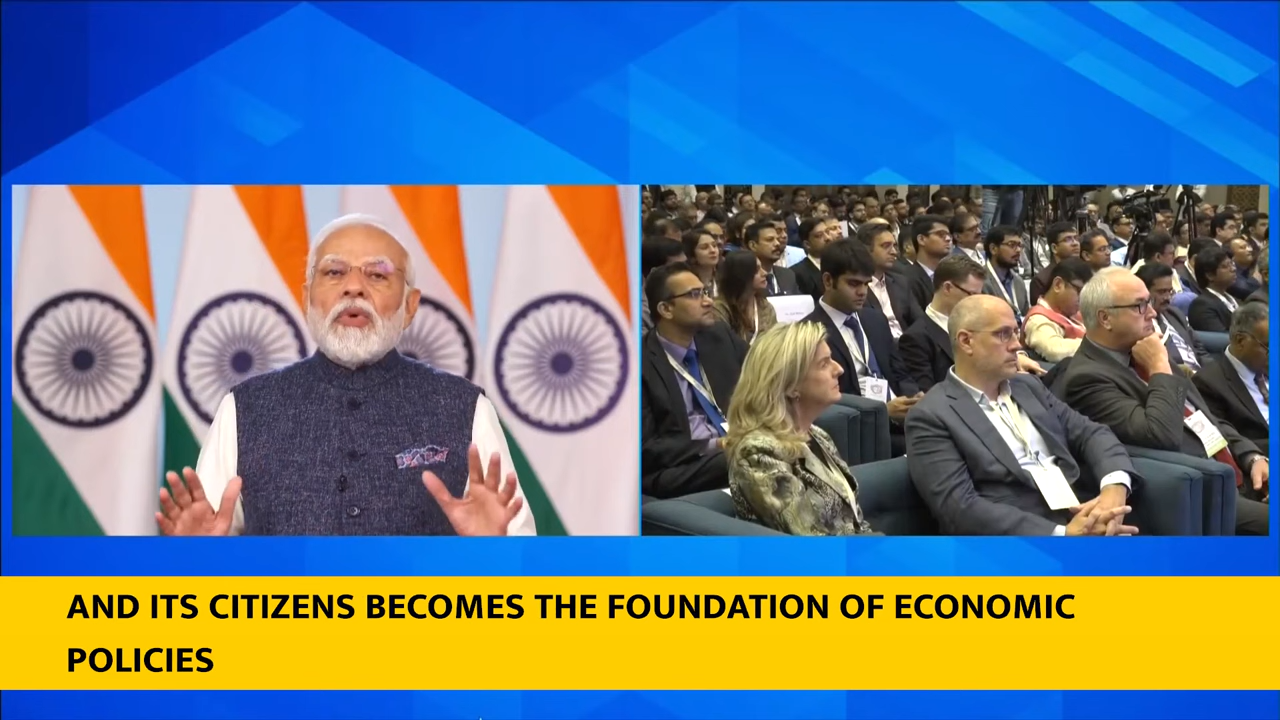 AND ITS CITIZENS BECOMES THE FOUNDATION OF ECONOMIC
POLICIES